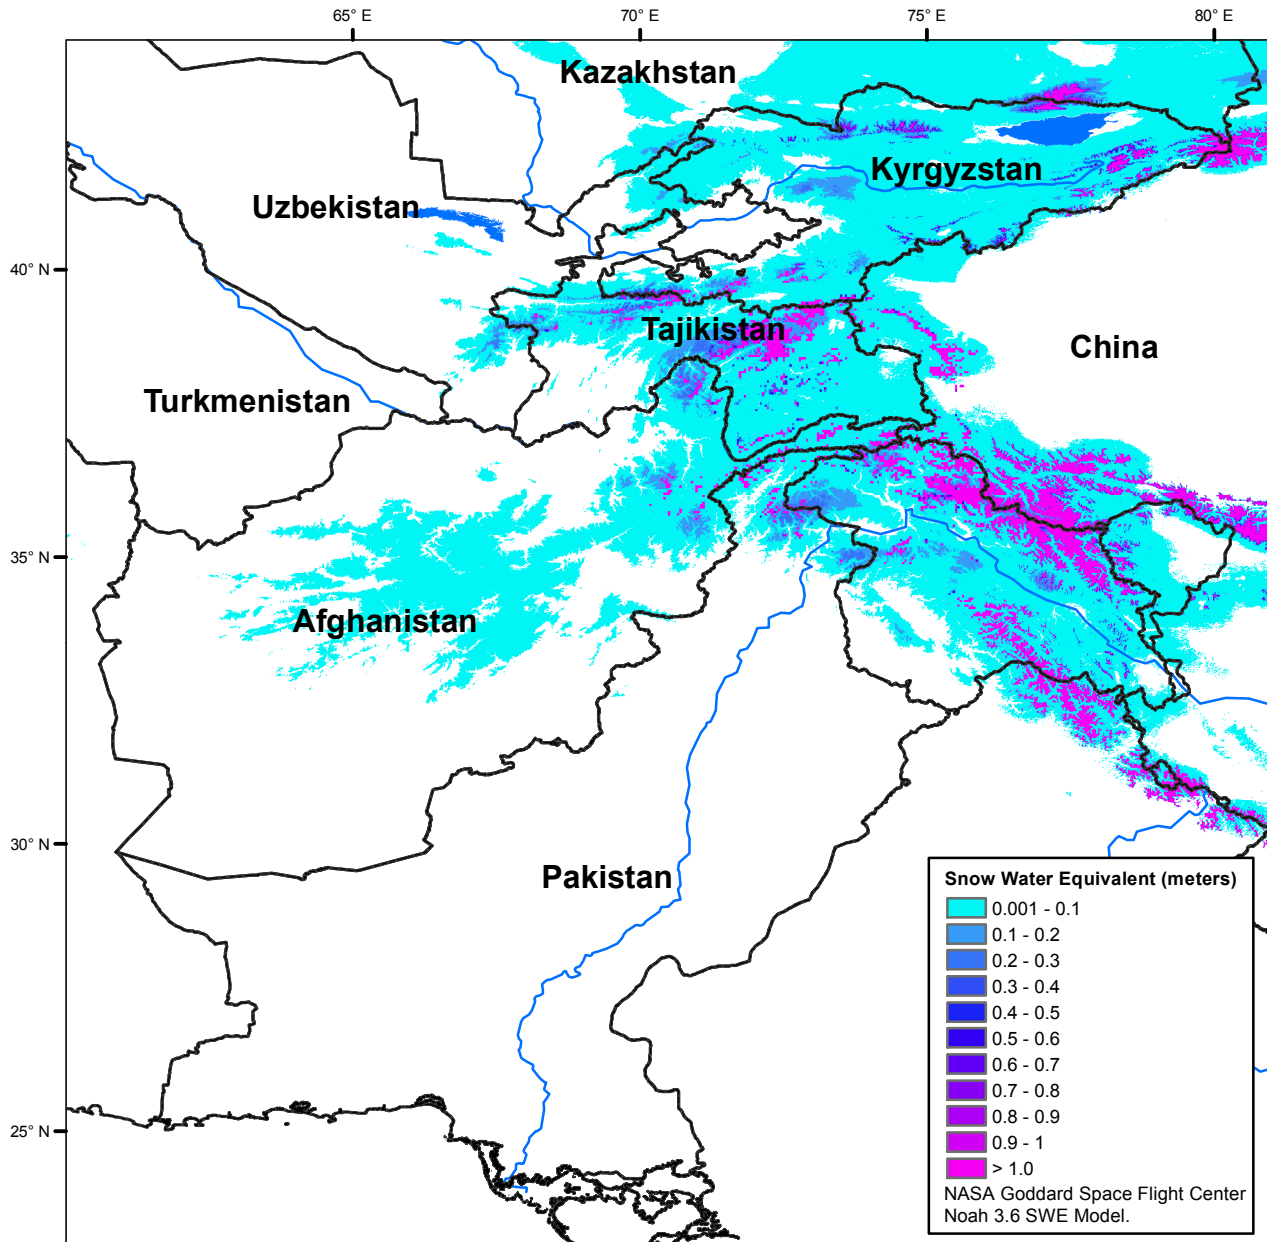 65° E
70° E
75° E
80° E
Kazakhstan
Kyrgyzstan
Uzbekistan
40° N
Tajikistan
China
Turkmenistan
35° N
Afghanistan
30° N
Pakistan
25° N
Snow Water Equivalent (meters)
0.001 - 0.1
0.1 - 0.2
0.2 - 0.3
0.3 - 0.4
0.4 - 0.5
0.5 - 0.6
0.6 - 0.7
0.7 - 0.8
0.8 - 0.9
0.9 - 1
> 1.0
NASA Goddard Space Flight Center
Noah 3.6 SWE Model.